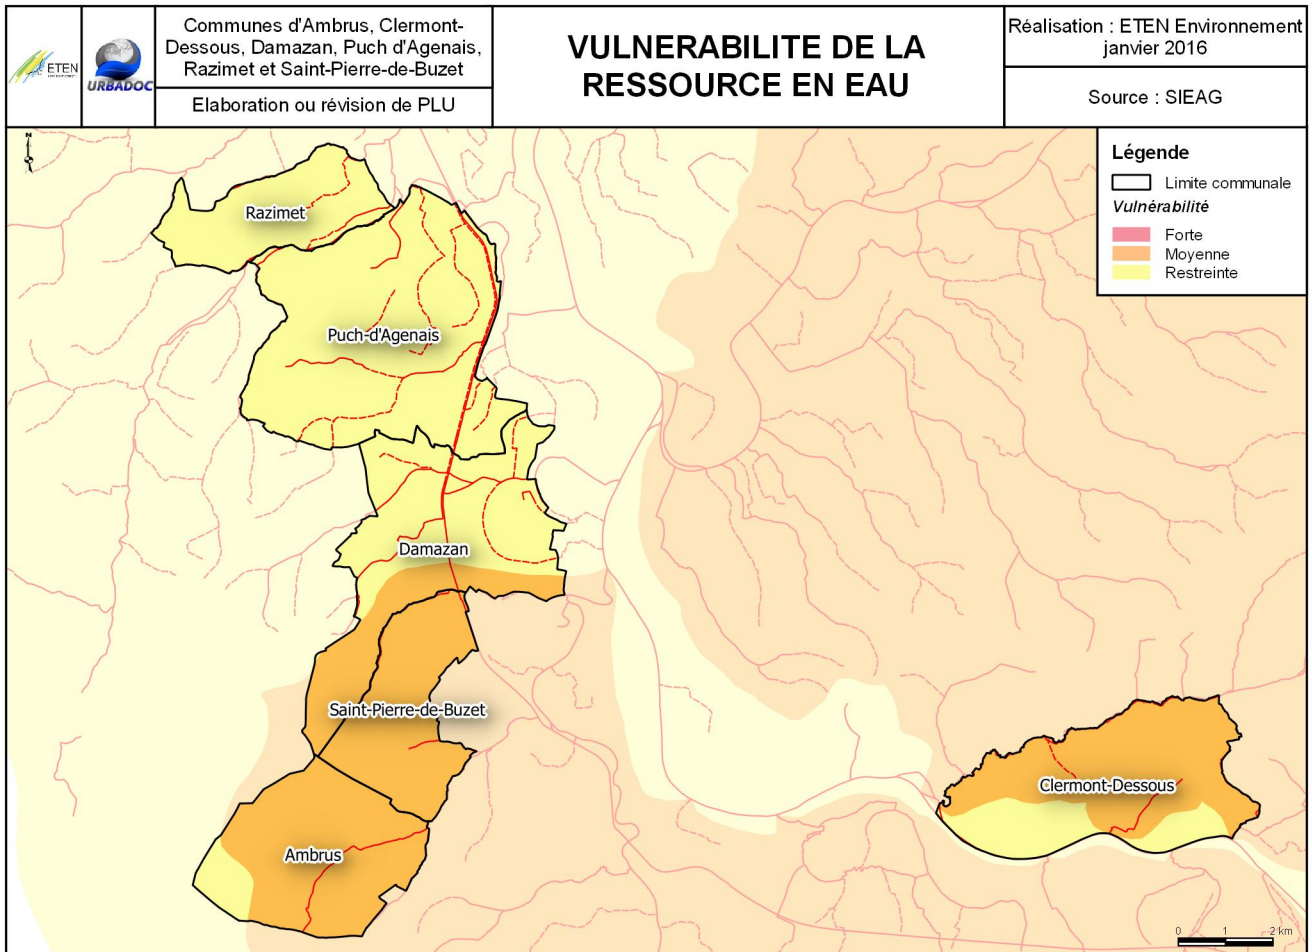 ETEN
URBADOC
Communes d'Ambrus, Clermont-
Dessous, Damazan, Puch d'Agenais,
Razimet et Saint-Pierre-de-Buzet
Elaboration ou révision de PLU
VULNERABILITE DE LA
RESSOURCE EN EAU
Réalisation : ETEN Environnement
janvier 2016
Source : SIEAG
N
Légende
Limite communale
Vulnérabilité
Forte
Moyenne
Restreinte
Razimet
Puch-d'Agenais
Damazan
Saint-Pierre-de-Buzet
Clermont-Dessous
Ambrus
0 1 2 km